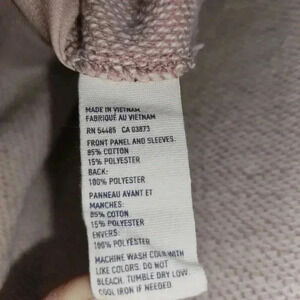 MADE IN VIETNAM
FABRIQUÉ AU VIETNAM
RN 54485 CA 03873
FRONT PANEL AND SLEEVES:
85% COTTON
15% POLYESTER
BACK:
100% POLYESTER
PANNEAU AVANT ET
MANCHES:
85% COTON
15% POLYESTER
ENVERS:
100% POLYESTER
MACHINE WASH COLD WITH
LIKE COLORS. DO NOT
BLEACH. TUMBLE DRY LOW
COOL IRON IF NEEDED